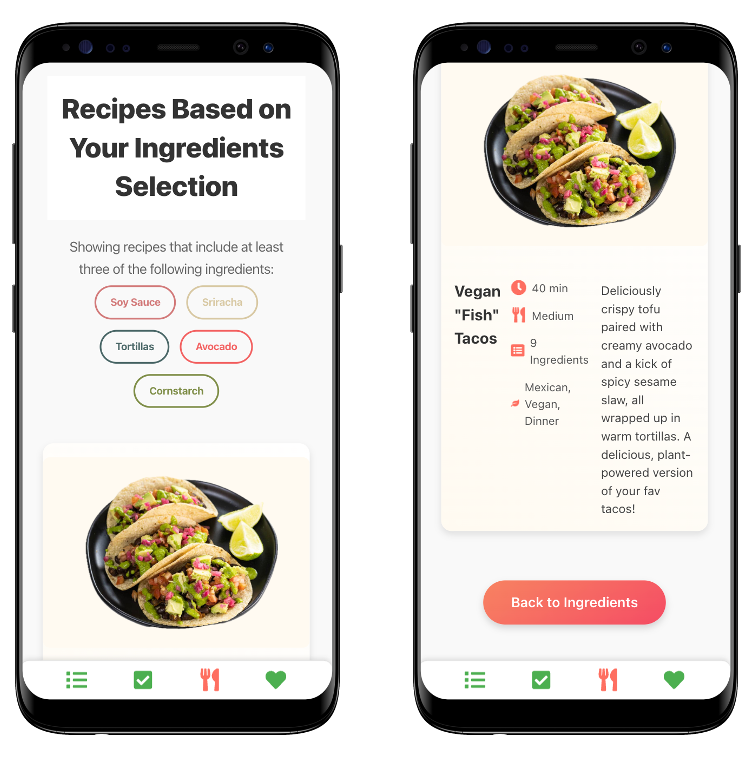 Recipes Based on
Your Ingredients
Selection
Showing recipes that include at least
three of the following ingredients:
Soy Sauce
Sriracha
Tortillas
Avocado
Cornstarch
Vegan
"Fish"
Tacos
40 min
Medium
9
Ingredients
Mexican,
Vegan,
Dinner
Deliciously
crispy tofu
paired with
creamy avocado
and a kick of
spicy sesame
slaw, all
wrapped up in
warm tortillas. A
delicious, plant-
powered version
of your fav
tacos!
Back to Ingredients